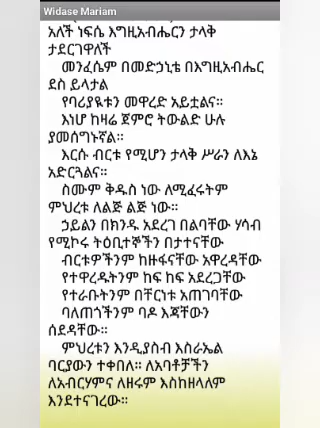 Widase Mariam
አለች ነፍሴ እግዚአብሔርን ታላቅ
ታደርገዋለች
መንፈሴም በመድኃኒቴ በእግዚአብሔር
ደስ ይላታል
የባሪያዪቱን መዋረድ አይቷልና።
እነሆ ከዛሬ ጀምሮ ትውልድ ሁሉ
ያመሰግኑኛል።
እርሱ ብርቱ የሚሆን ታላቅ ሥራን ለእኔ
አድርጓልና።
ስሙም ቅዱስ ነው ለሚፈሩትም
ምህረቱ ለልጅ ልጅ ነው።
ኃይልን በክንዱ አደረገ በልባቸው ሃሳብ
የሚኮሩ ትዕቢተኞችን በታተናቸው
ብርቱዎችንም ከዙፋናቸው አዋረዳቸው
የተዋረዱትንም ከፍ ከፍ አደረጋቸው
የተራቡትንም በቸርነቱ አጠገባቸው
ባለጠጎችንም ባዶ እጃቸውን
ሰደዳቸው።
ምህረቱን እንዲያስብ እስራኤል
ባርያውን ተቀበለ። ለአባቶቻችን
ለአብርሃምና ለዘሩም እስከዘላለም
እንደተናገረው።